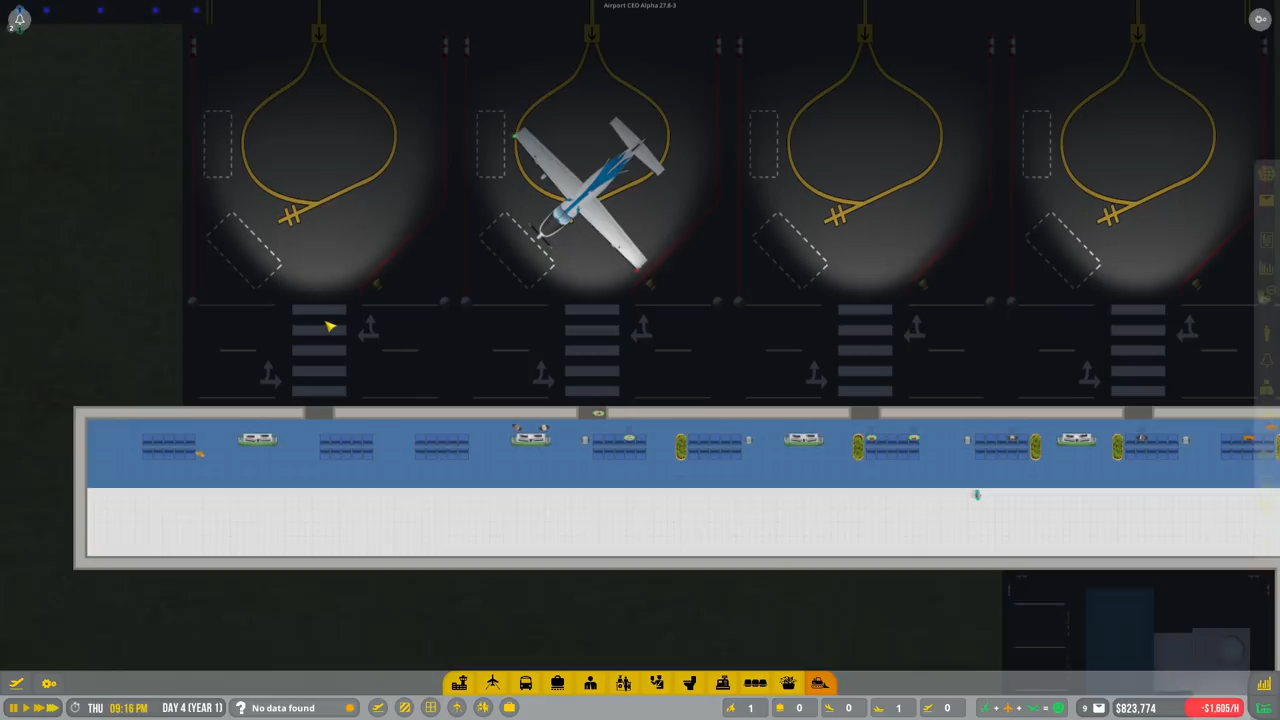 Airport CEO Alpha 27.8-3
2
THU 09:16 PM DAY 4 (YEAR 1) ? No data found 1 0 0 1 0 9 $823,774 -$1,605/H